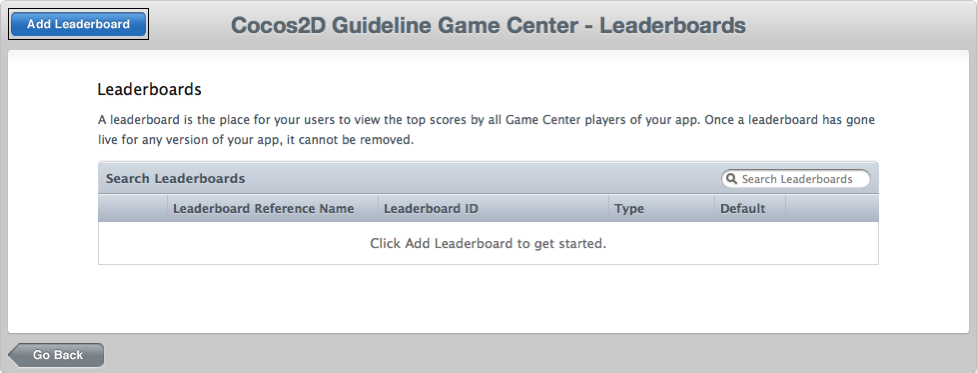 Add Leaderboard
Cocos2D Guideline Game Center - Leaderboards
Leaderboards
A leaderboard is the place for your users to view the top scores by all Game Center players of your app. Once a leaderboard has gone
live for any version of your app, it cannot be removed.
Search Leaderboards
Search Leaderboards
Leaderboard Reference Name Leaderboard ID Type Default
Click Add Leaderboard to get started.
Go Back